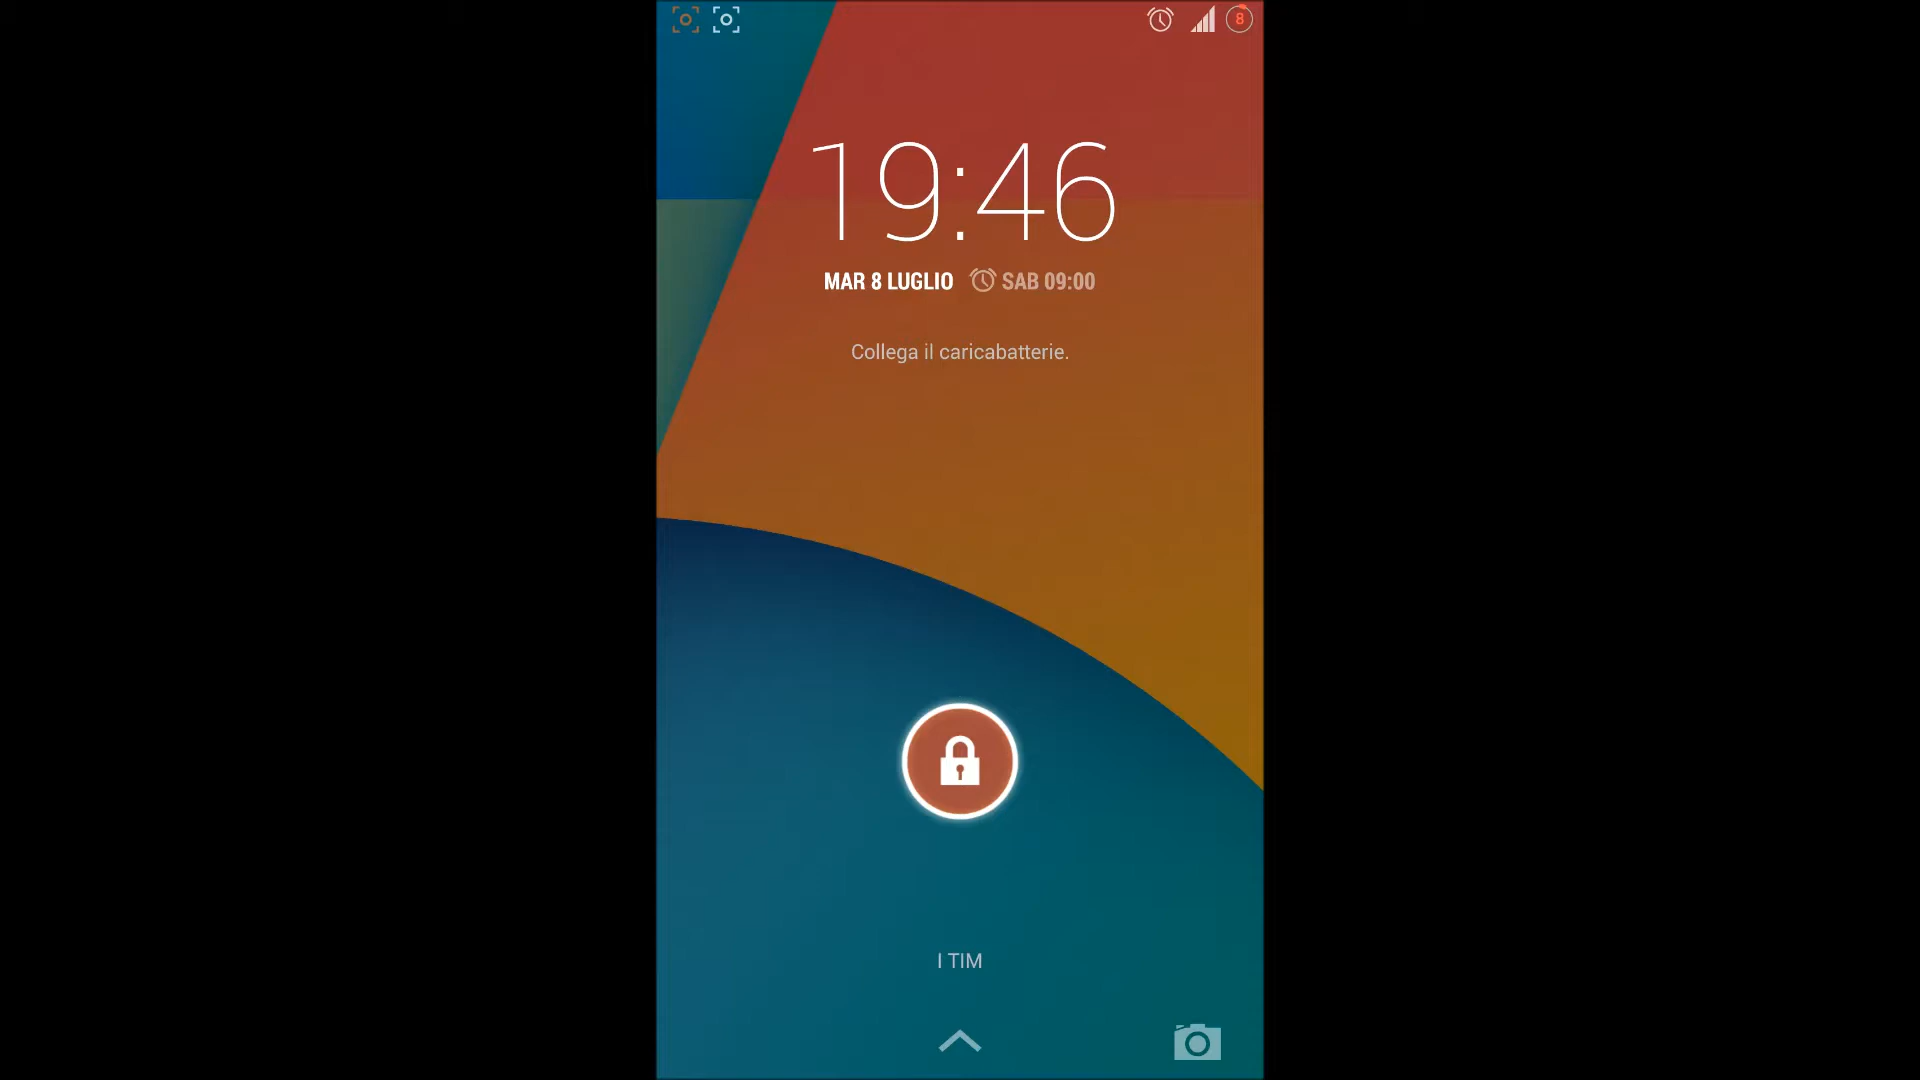 8
19:46
MAR 8 LUGLIO SAB 09:00
Collega il caricabatterie.
I TIM